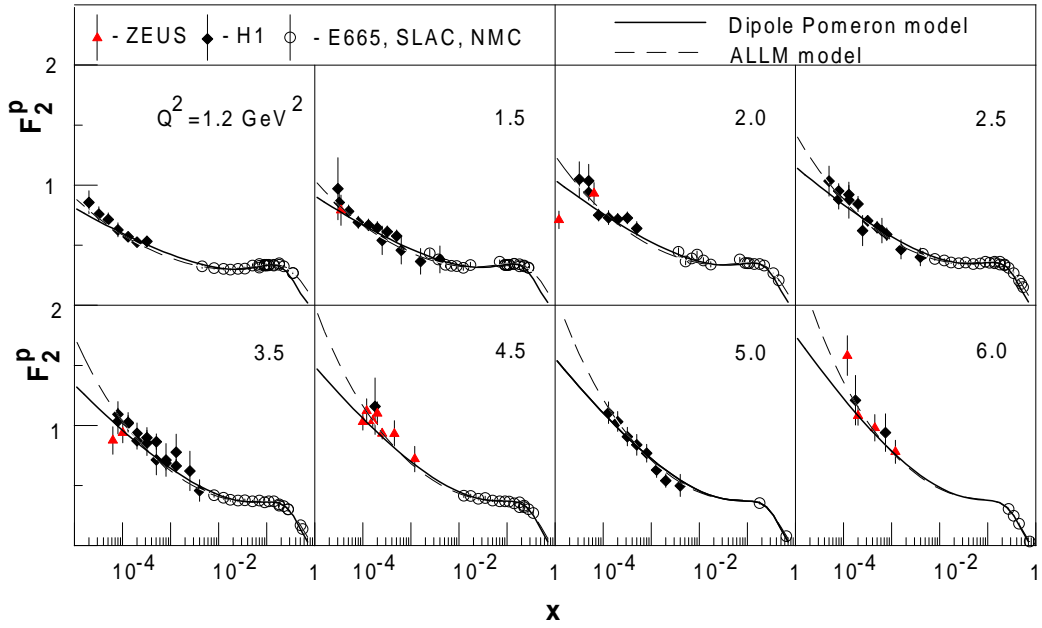 - ZEUS - H1 - E665, SLAC, NMC
Dipole Pomeron model
ALLM model
2
F₂ᵖ
1
Q² =1.2 GeV²
1.5
2.0
2.5
2
F₂ᵖ
1
3.5
4.5
5.0
6.0
10⁻⁴ 10⁻² 1 10⁻⁴ 10⁻² 1 10⁻⁴ 10⁻² 1 10⁻⁴ 10⁻² 1
x